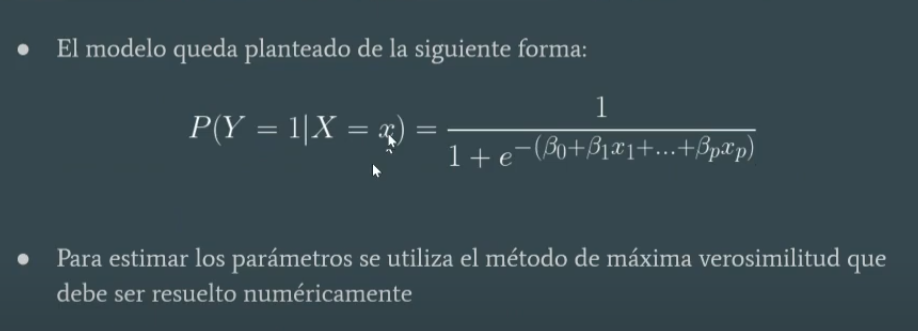 El modelo queda planteado de la siguiente forma:
P(Y = 1|X = x) = 1 / (1 + e^{-(β₀+β₁x₁+...+βₚxₚ)})
Para estimar los parámetros se utiliza el método de máxima verosimilitud que
debe ser resuelto numéricamente